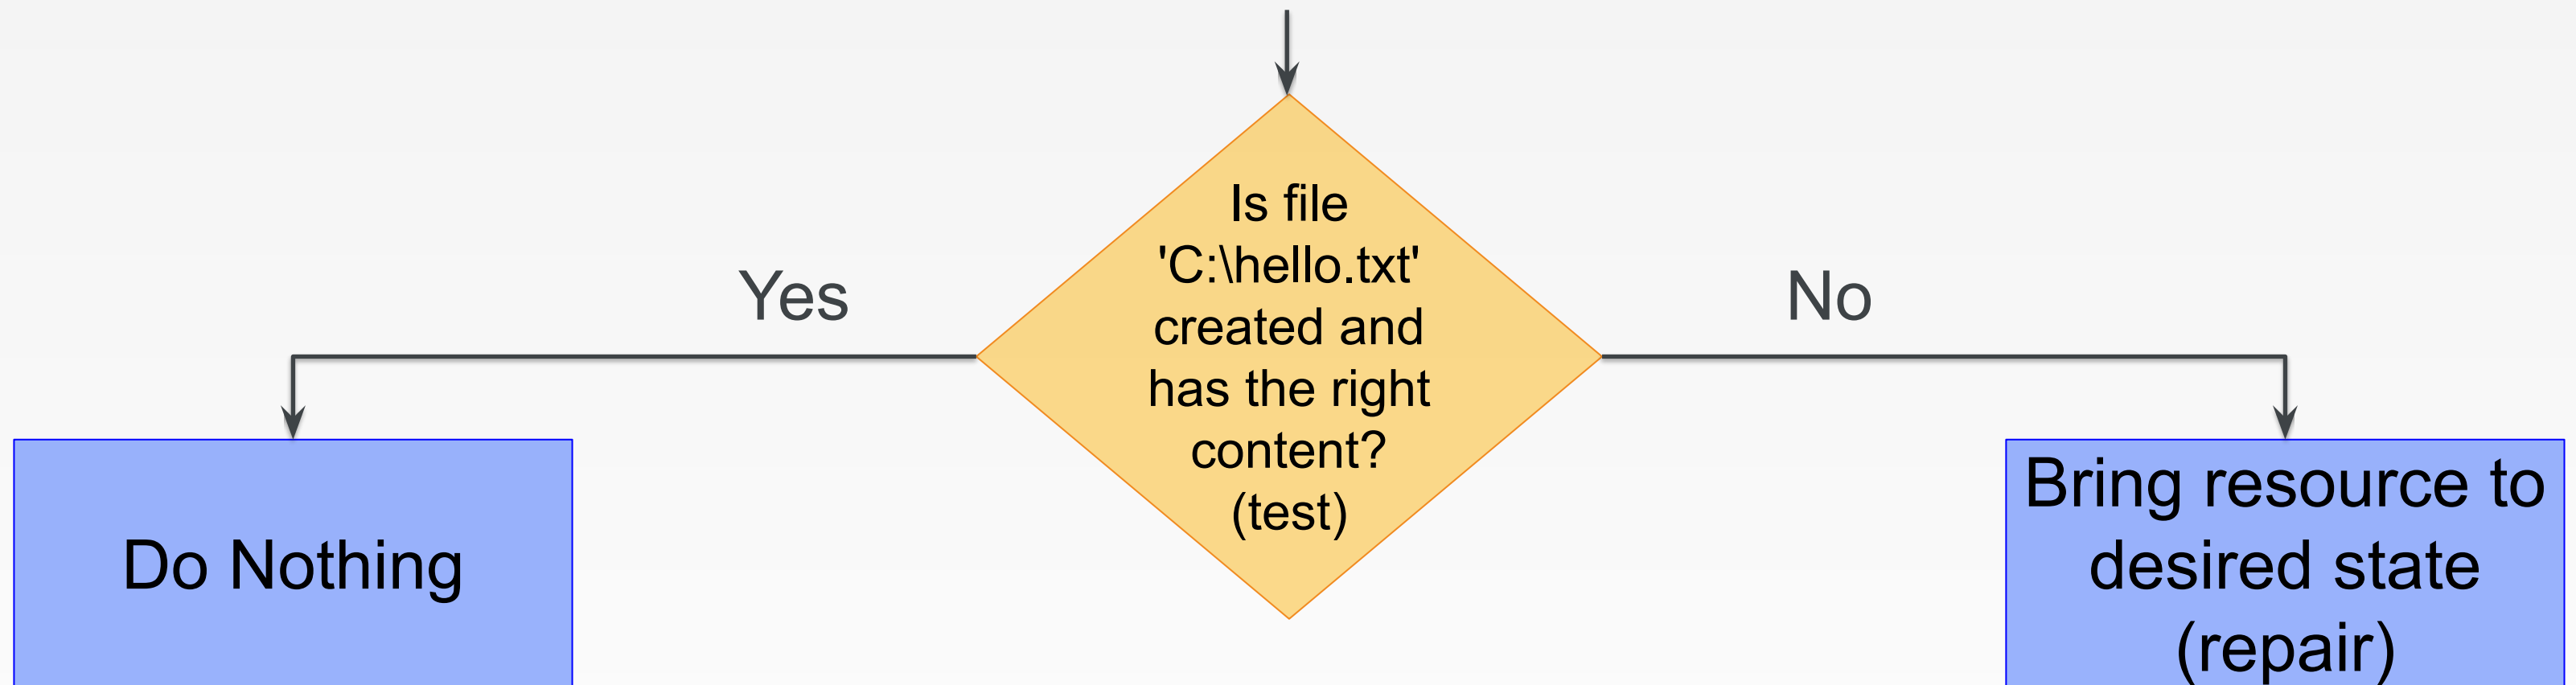 Is file
'C:\hello.txt'
created and
has the right
content?
(test)
Yes
No
Do Nothing
Bring resource to
desired state
(repair)